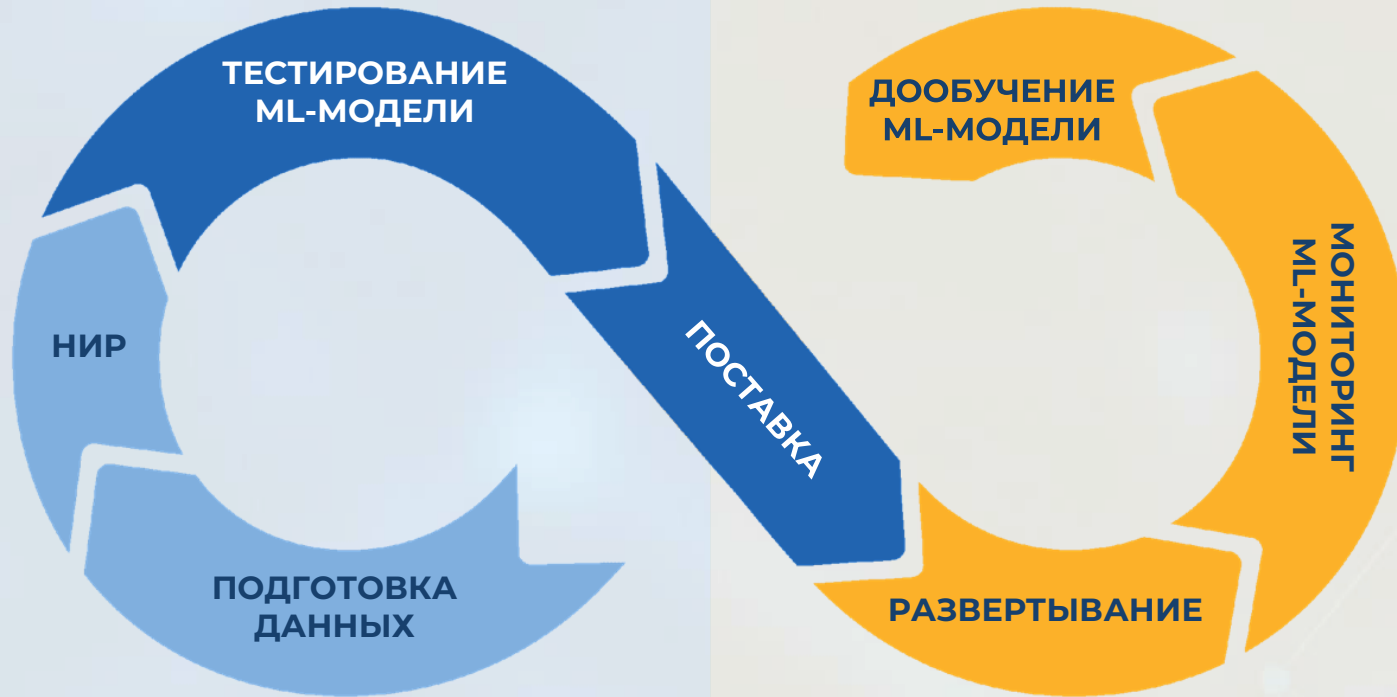 ТЕСТИРОВАНИЕ
ML-МОДЕЛИ
НИР
ПОДГОТОВКА
ДАННЫХ
ПОСТАВКА
ДООБУЧЕНИЕ
ML-МОДЕЛИ
МОНИТОРИНГ
ML-МОДЕЛИ
РАЗВЕРТЫВАНИЕ